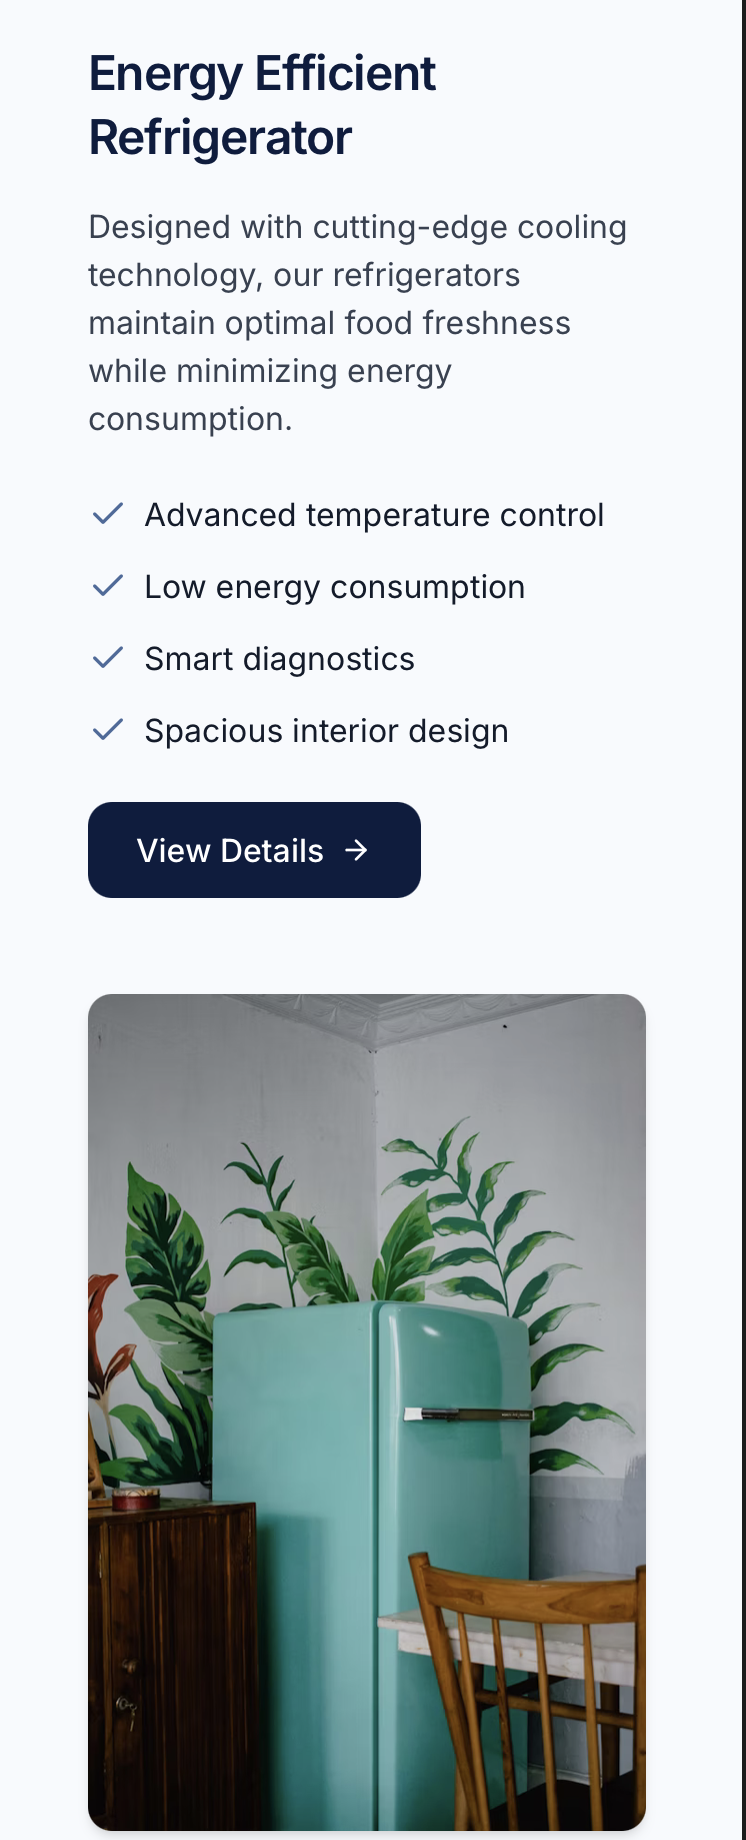 Energy Efficient
Refrigerator
Designed with cutting-edge cooling
technology, our refrigerators
maintain optimal food freshness
while minimizing energy
consumption.
Advanced temperature control
Low energy consumption
Smart diagnostics
Spacious interior design
View Details